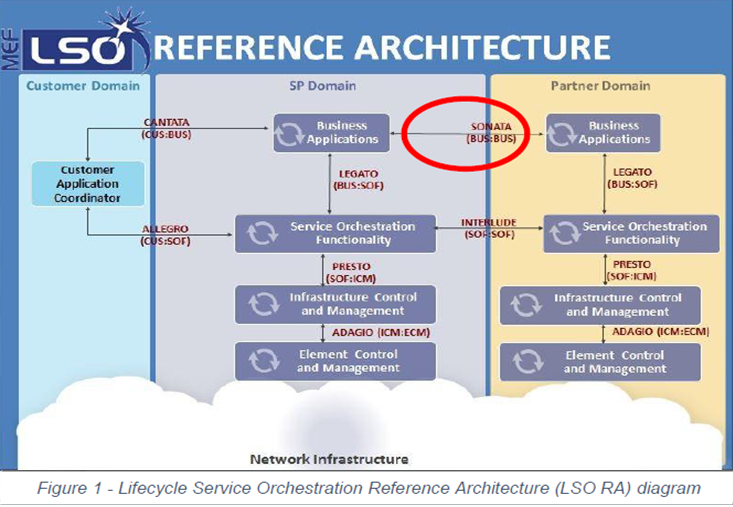 MEF
LSO
REFERENCE ARCHITECTURE
Customer Domain
SP Domain
Partner Domain
CANTATA
(CUS:BUS)
Business
Applications
SONATA
(BUS:BUS)
Business
Applications
Customer
Application
Coordinator
LEGATO
(BUS:SOF)
LEGATO
(BUS:SOF)
ALLEGRO
(CUS:SOF)
Service Orchestration
Functionality
INTERLUDE
(SOF:SOF)
Service Orchestration
Functionality
PRESTO
(SOF:ICM)
PRESTO
(SOF:ICM)
Infrastructure Control
and Management
Infrastructure Control
and Management
ADAGIO (ICM:ECM)
ADAGIO (ICM:ECM)
Element Control
and Management
Element Control
and Management
Network Infrastructure
Figure 1 - Lifecycle Service Orchestration Reference Architecture (LSO RA) diagram